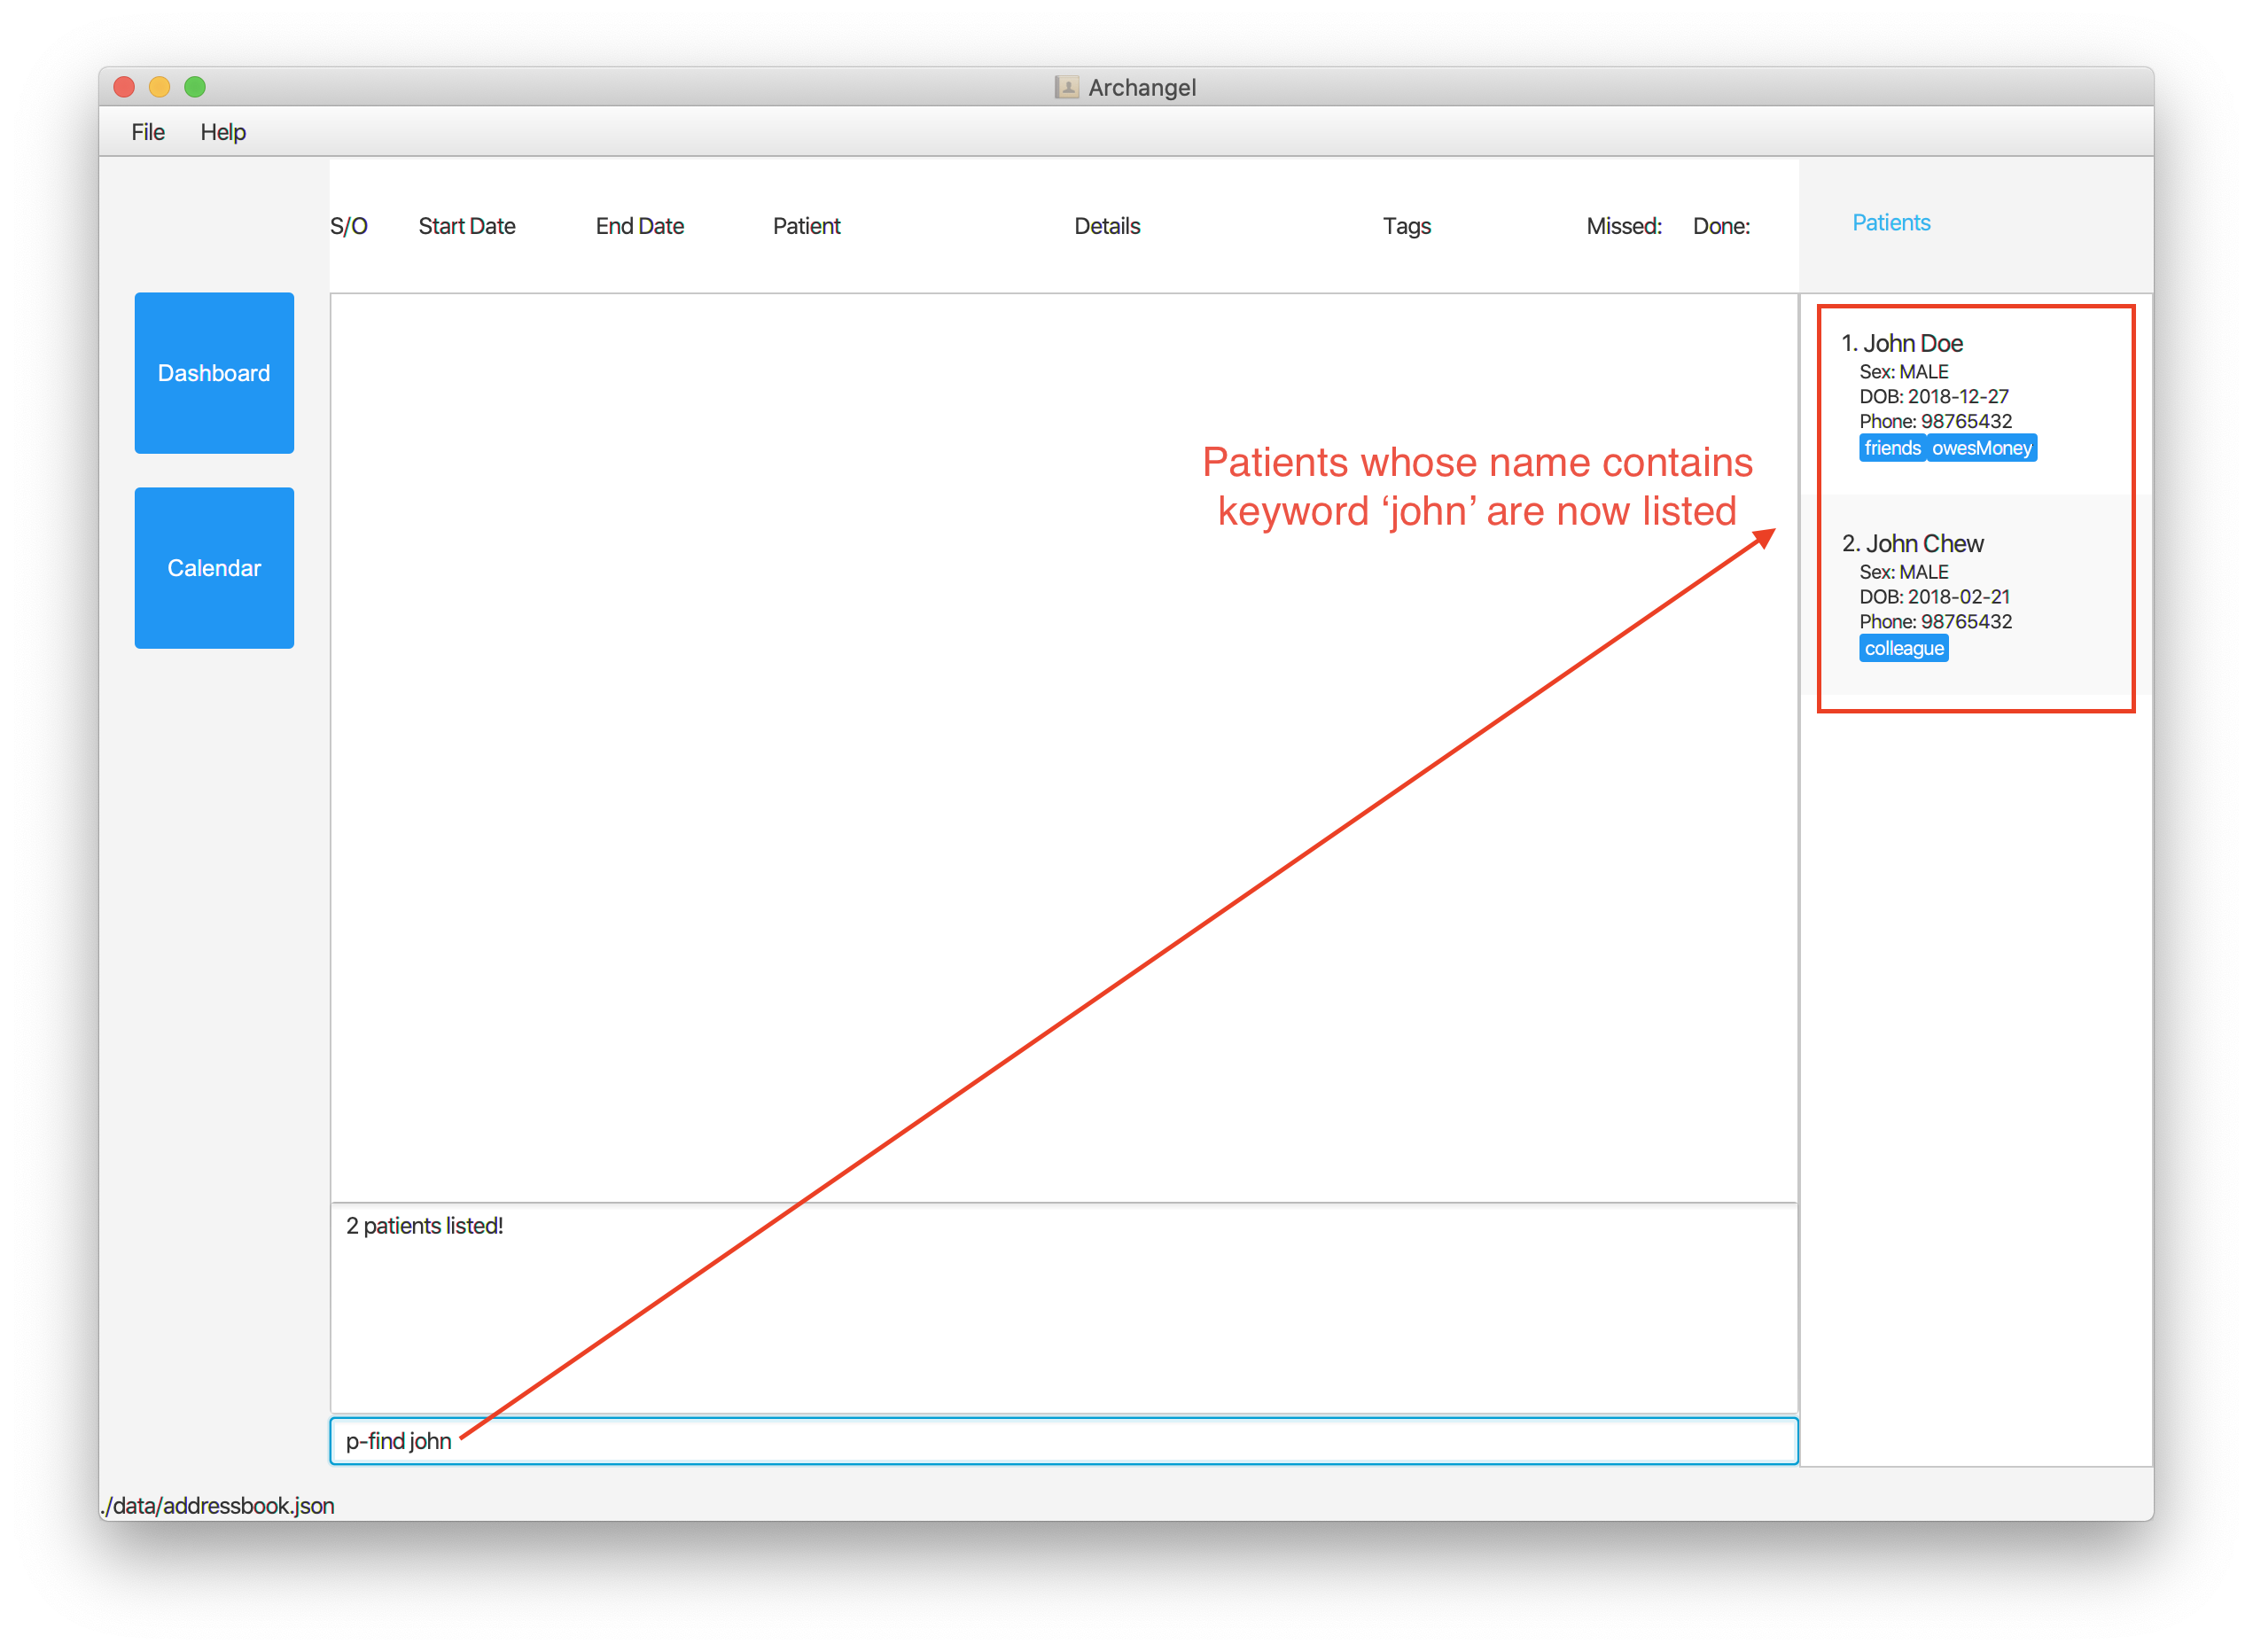 Archangel
File Help
S/O Start Date End Date Patient Details Tags Missed: Done:
Patients
Dashboard
Calendar
Patients whose name contains
keyword ‘john’ are now listed
1. John Doe
Sex: MALE
DOB: 2018-12-27
Phone: 98765432
friends owesMoney
2. John Chew
Sex: MALE
DOB: 2018-02-21
Phone: 98765432
colleague
2 patients listed!
p-find john
./data/addressbook.json